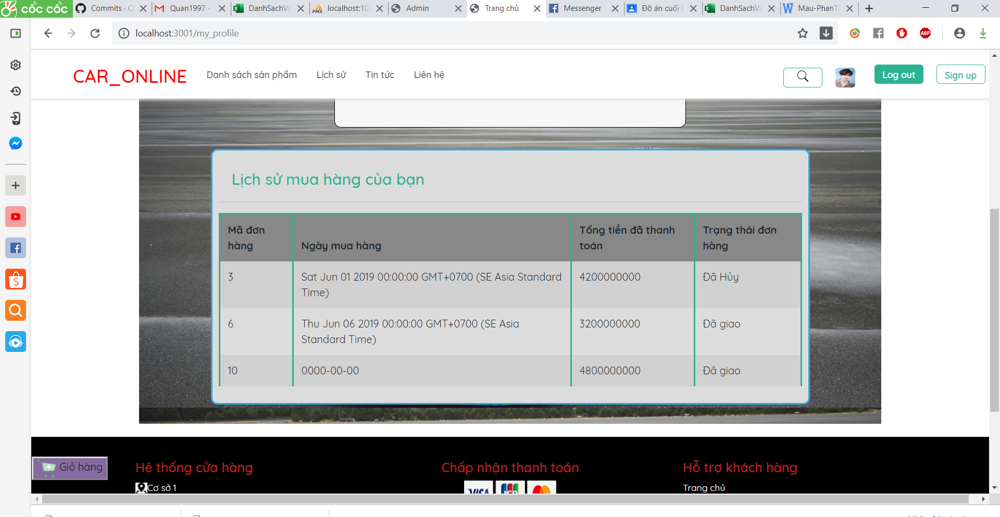 cốc cốc
Commits · Q
Quan1997 -
DanhSachVa
localhost:10
Admin
Trang chủ
Messenger
Đồ án cuối
DanhSachVa
Mau-PhanT
localhost:3001/my_profile
ABP
CAR_ONLINE
Danh sách sản phẩm
Lịch sử
Tin tức
Liên hệ
Log out
Sign up
Lịch sử mua hàng của bạn
Mã đơn
hàng
Ngày mua hàng
Tổng tiền đã thanh
toán
Trạng thái đơn
hàng
3
Sat Jun 01 2019 00:00:00 GMT+0700 (SE Asia Standard
Time)
4200000000
Đã Hủy
6
Thu Jun 06 2019 00:00:00 GMT+0700 (SE Asia
Standard Time)
3200000000
Đã giao
10
0000-00-00
4800000000
Đã giao
Giỏ hàng
Hệ thống cửa hàng
Cơ sở 1
Chấp nhận thanh toán
VISA
JCB
Hỗ trợ khách hàng
Trang chủ